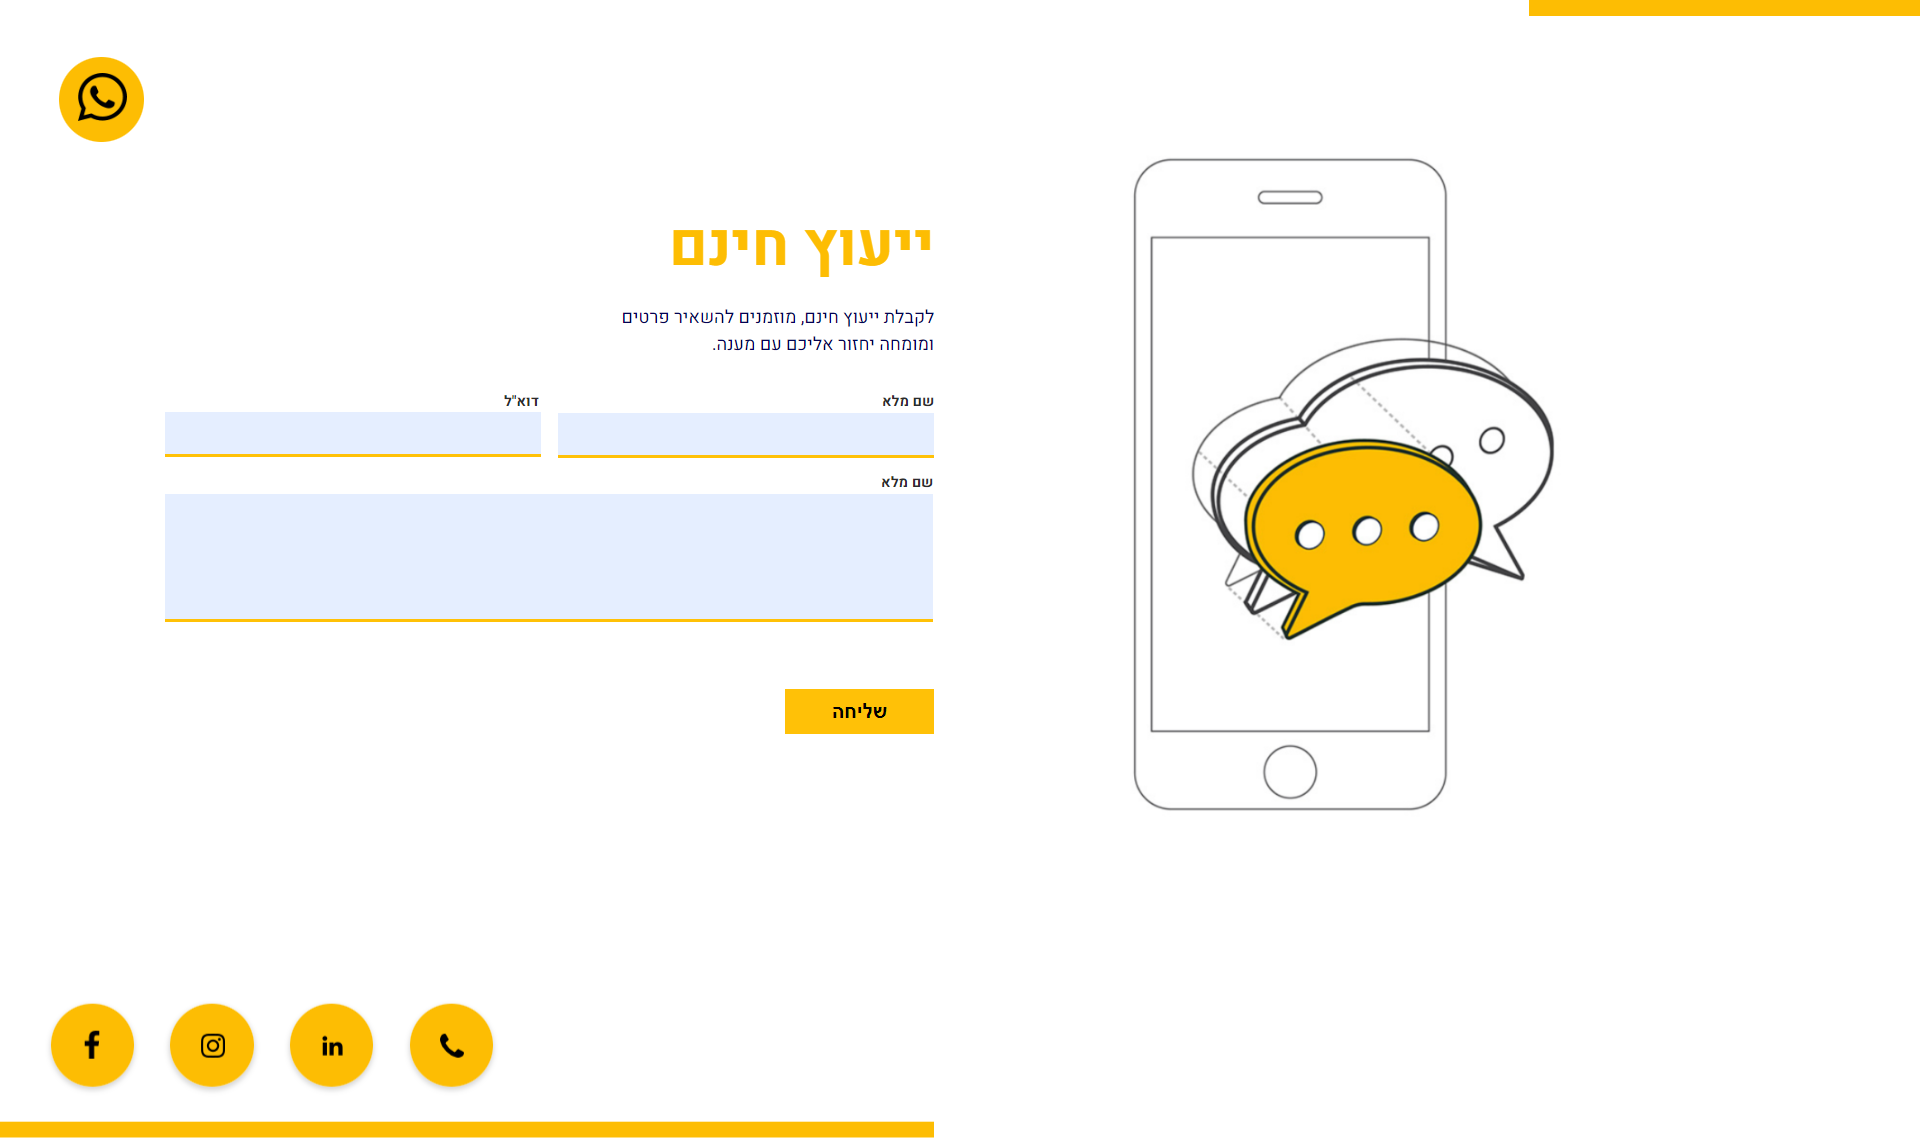 ייעוץ חינם
לקבלת ייעוץ חינם, מוזמנים להשאיר פרטים
ומומחה יחזור אליכם עם מענה.
שם מלא
דוא"ל
שם מלא
שליחה